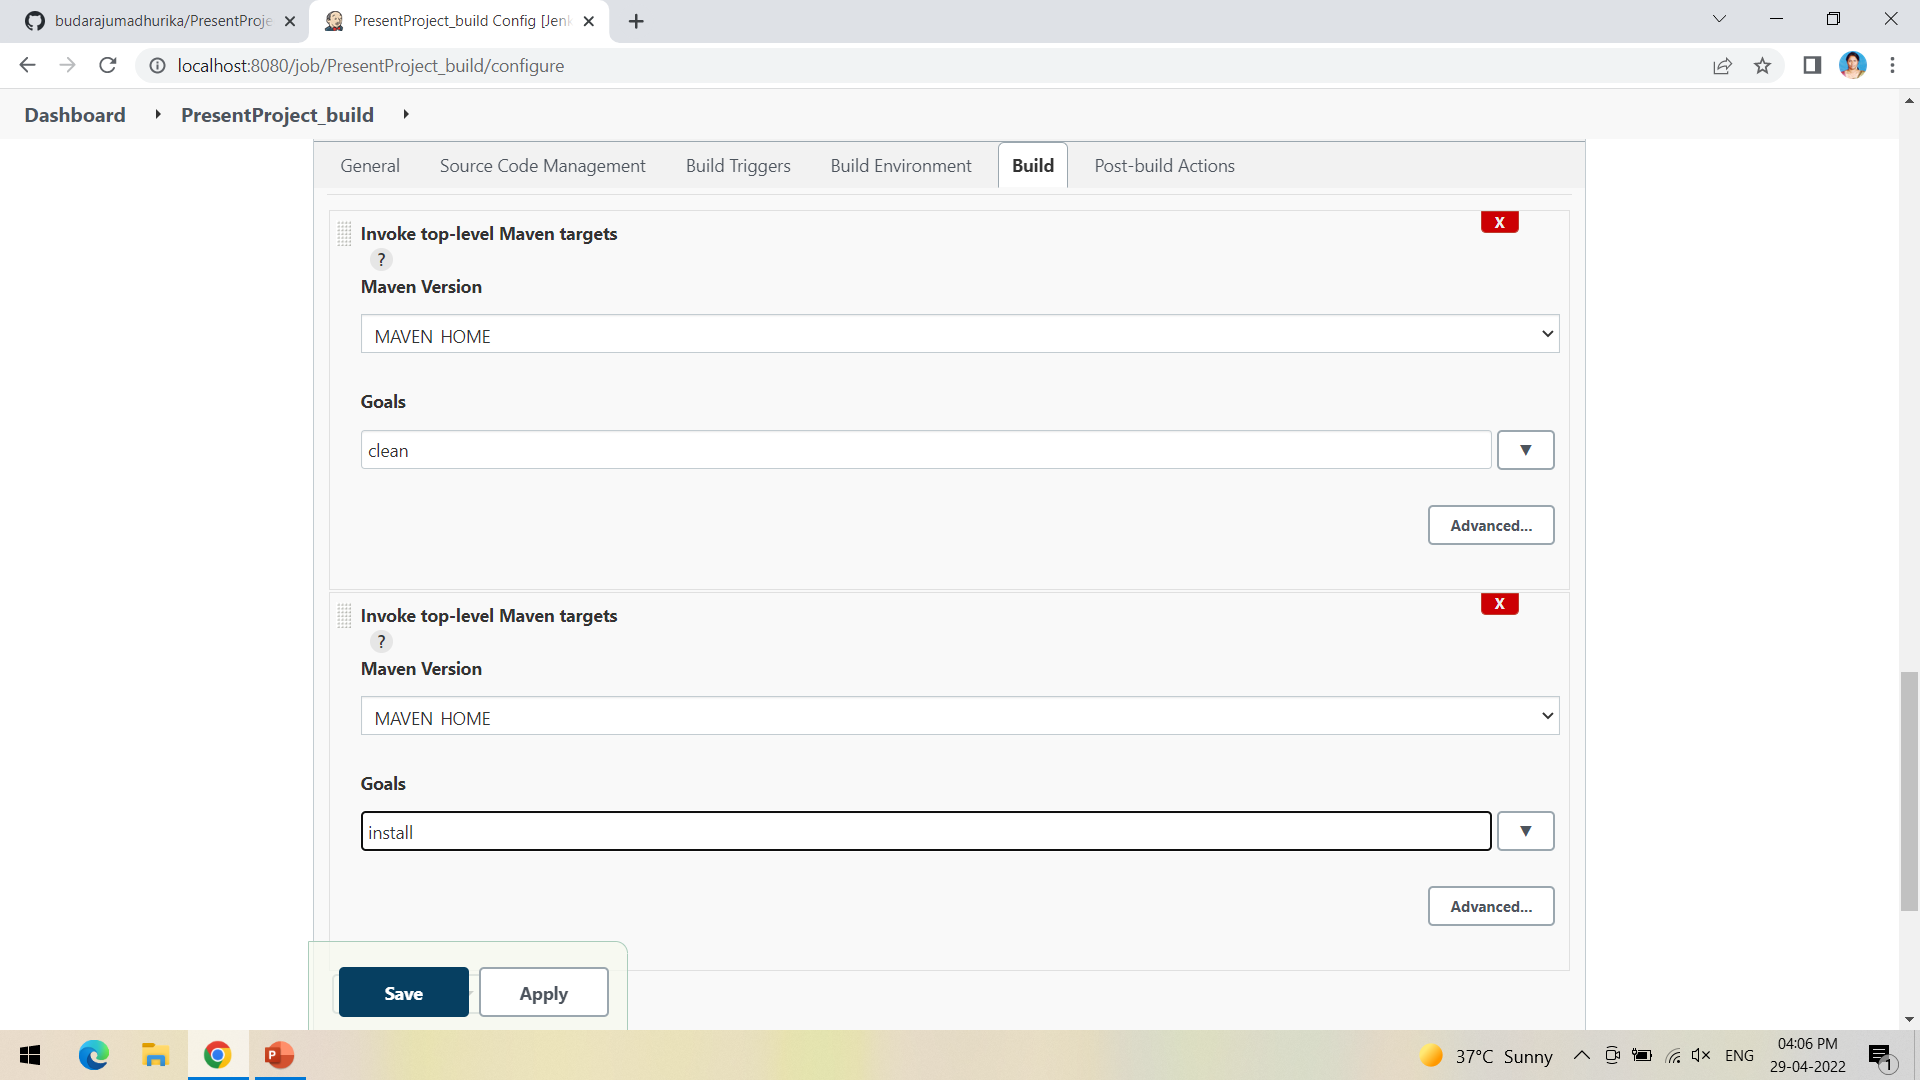 budarajumadhurika/PresentProje
PresentProject_build Config [Jenk
localhost:8080/job/PresentProject_build/configure
Dashboard
PresentProject_build
General
Source Code Management
Build Triggers
Build Environment
Build
Post-build Actions
Invoke top-level Maven targets
X
?
Maven Version
MAVEN_HOME
Goals
clean
Advanced...
Invoke top-level Maven targets
X
?
Maven Version
MAVEN_HOME
Goals
install
Advanced...
Save
Apply
37°C Sunny
ENG
04:06 PM
29-04-2022
1